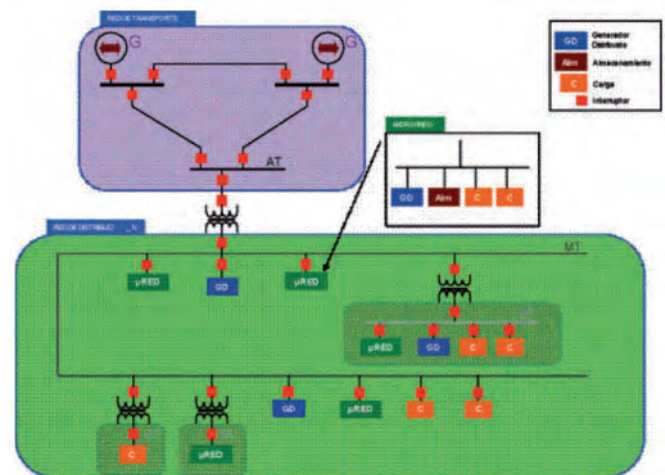 RED DE TRANSPORTE
G
G
AT
GD
Generador
Distribuido
Alm
Almacenamiento
C
Carga
Interruptor
GD
Alm
C
C
MT
µRED
GD
µRED
µRED
GD
C
C
GD
µRED
C
C
C
µRED